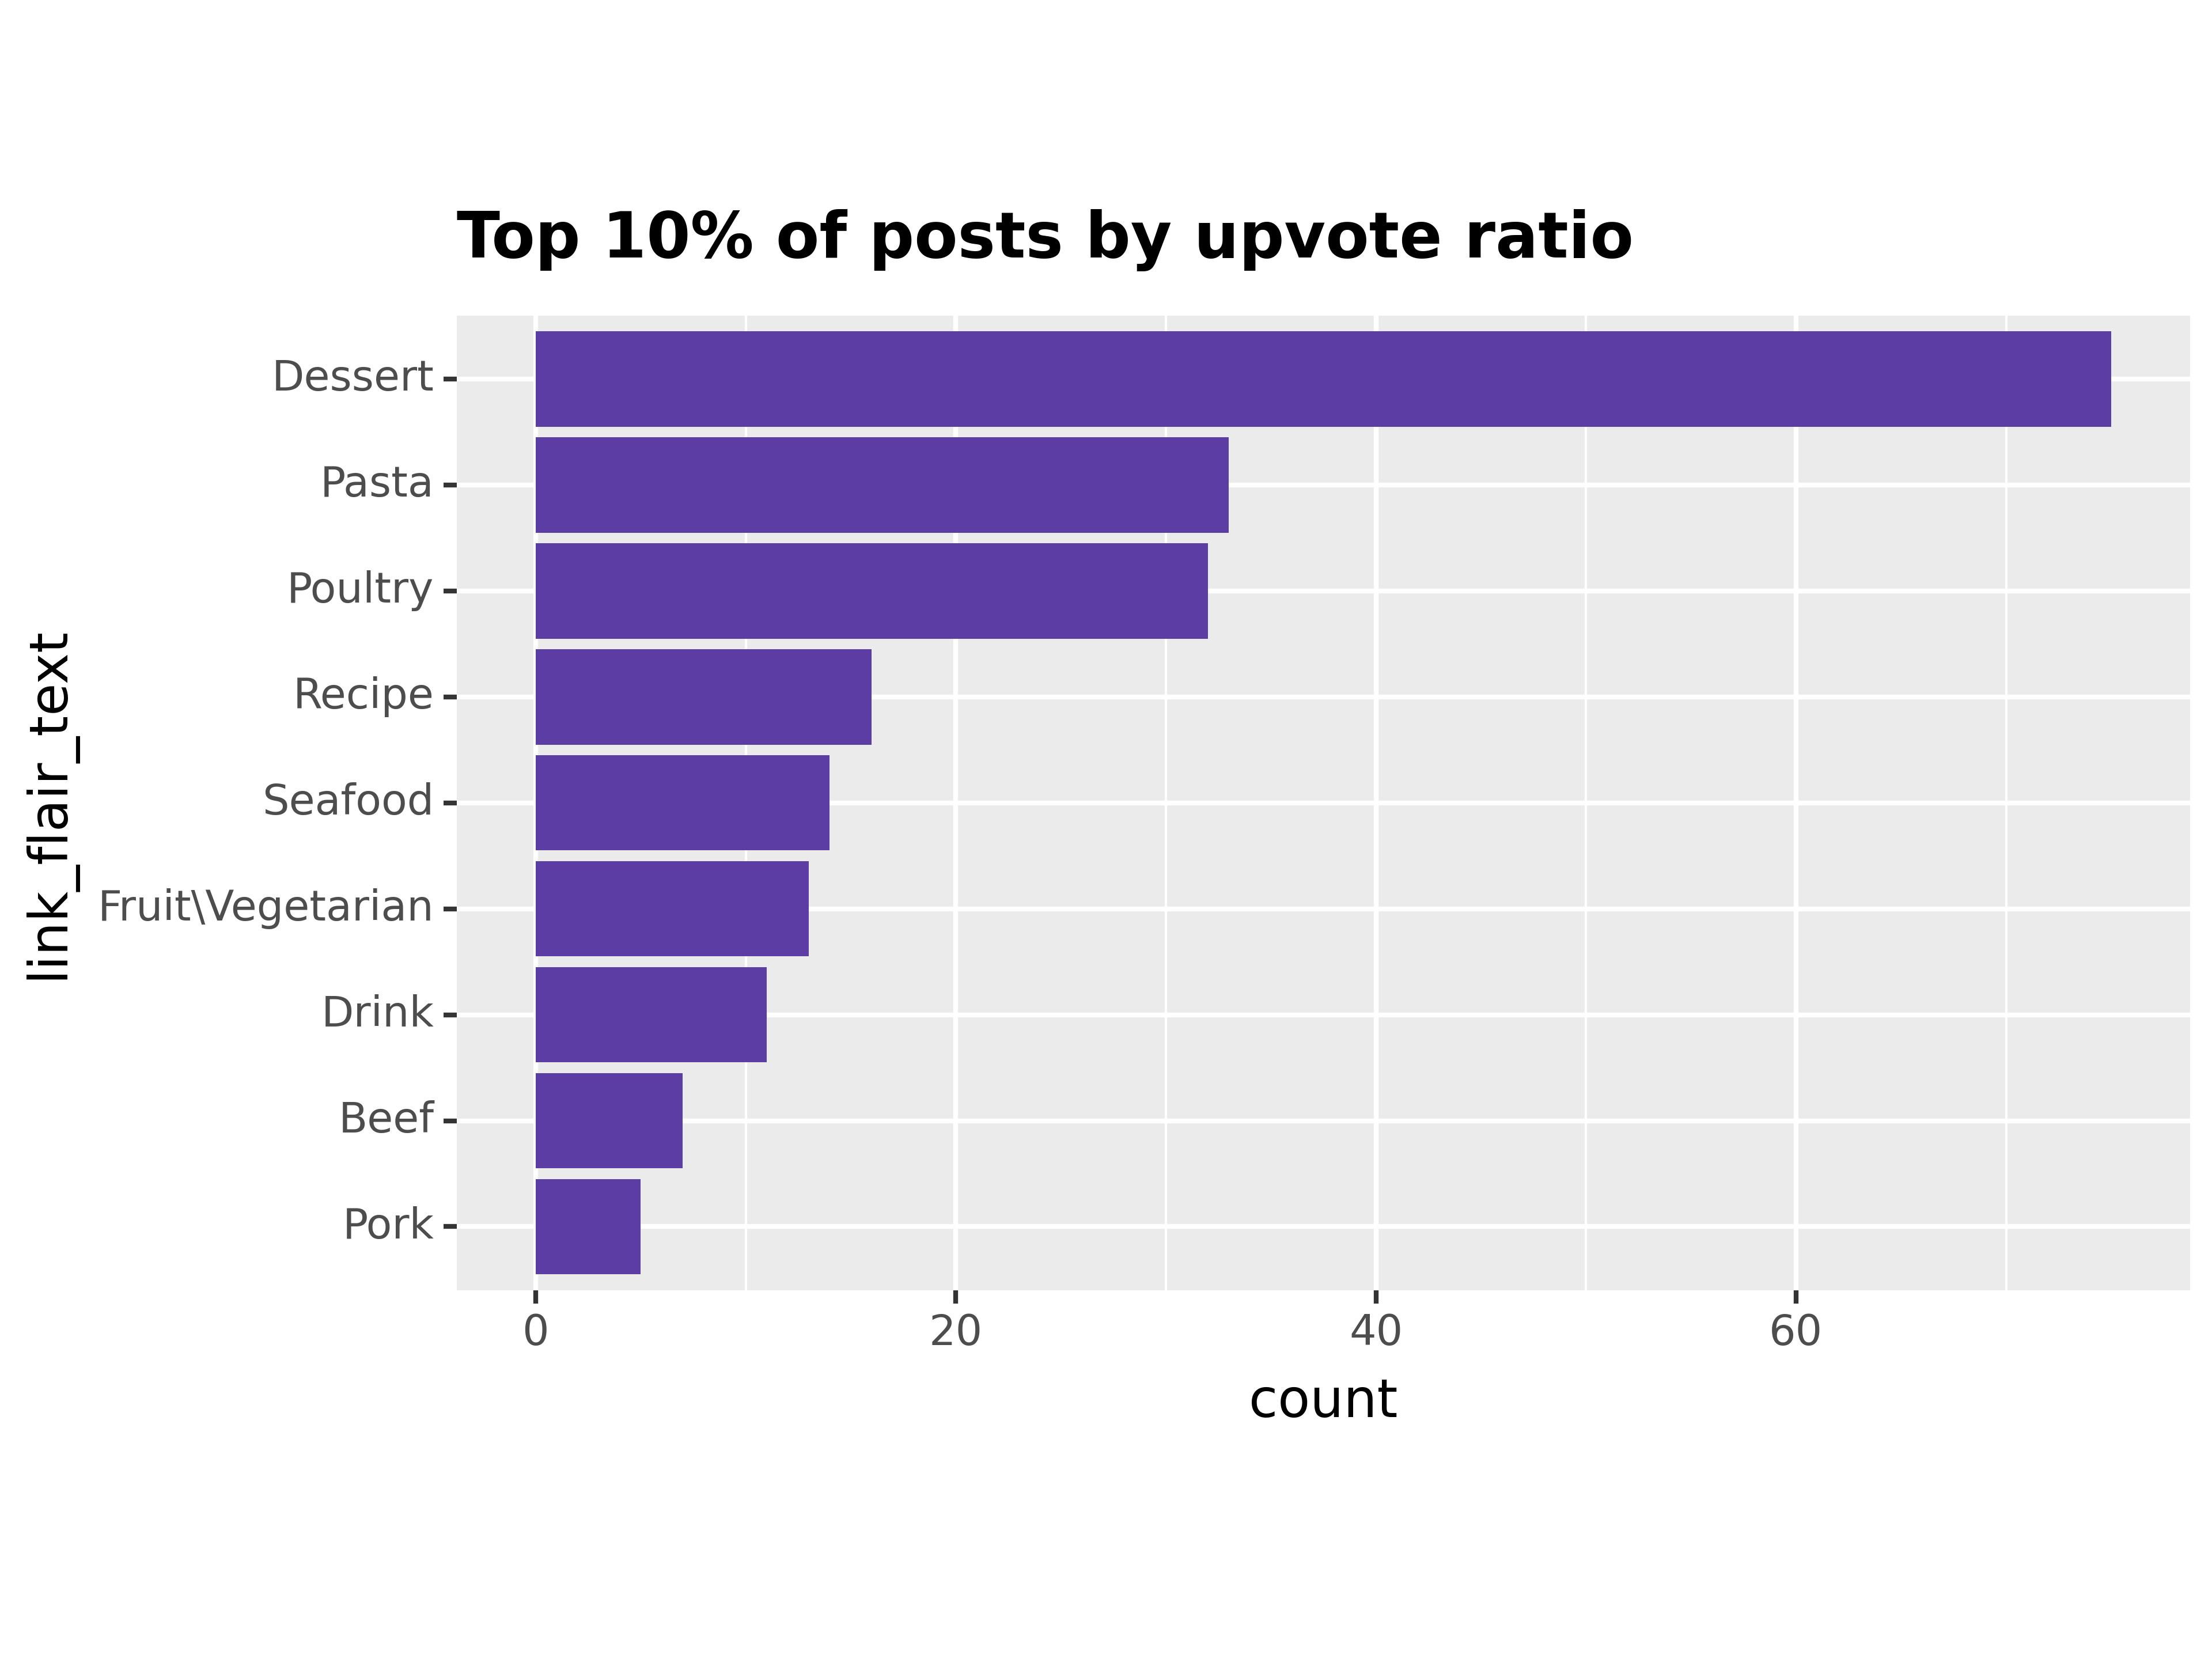 Top 10% of posts by upvote ratio
link_flair_text
Dessert
Pasta
Poultry
Recipe
Seafood
Fruit\Vegetarian
Drink
Beef
Pork
0 20 40 60
count